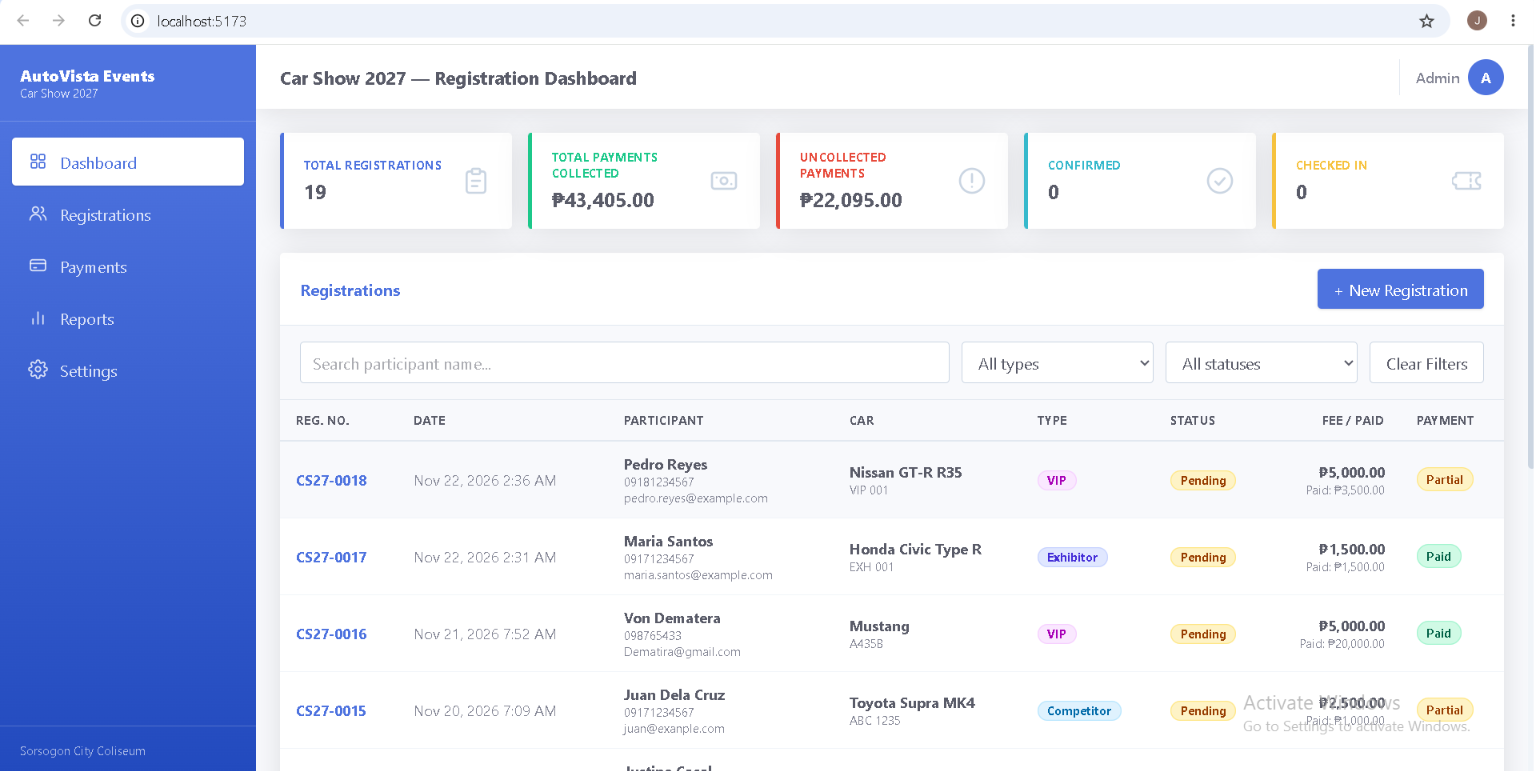 localhost:5173
J
AutoVista Events
Car Show 2027
Dashboard
Registrations
Payments
Reports
Settings
Sorsogon City Coliseum
Car Show 2027 — Registration Dashboard
Admin
A
TOTAL REGISTRATIONS
19
TOTAL PAYMENTS
COLLECTED
₱43,405.00
UNCOLLECTED
PAYMENTS
₱22,095.00
CONFIRMED
0
CHECKED IN
0
Registrations
+ New Registration
Search participant name...
All types
All statuses
Clear Filters
REG. NO. DATE PARTICIPANT CAR TYPE STATUS FEE / PAID PAYMENT
CS27-0018
Nov 22, 2026 2:36 AM
Pedro Reyes
09181234567
pedro.reyes@example.com
Nissan GT-R R35
VIP 001
VIP
Pending
₱5,000.00
Paid: ₱3,500.00
Partial
CS27-0017
Nov 22, 2026 2:31 AM
Maria Santos
09171234567
maria.santos@example.com
Honda Civic Type R
EXH 001
Exhibitor
Pending
₱1,500.00
Paid: ₱1,500.00
Paid
CS27-0016
Nov 21, 2026 7:52 AM
Von Dematera
098765433
Dematira@gmail.com
Mustang
A435B
VIP
Pending
₱5,000.00
Paid: ₱20,000.00
Paid
CS27-0015
Nov 20, 2026 7:09 AM
Juan Dela Cruz
09171234567
juan@exanple.com
Toyota Supra MK4
ABC 1235
Competitor
Pending
₱2,500.00
Paid: ₱1,000.00
Partial
Activate Windows
Go to Settings to activate Windows.